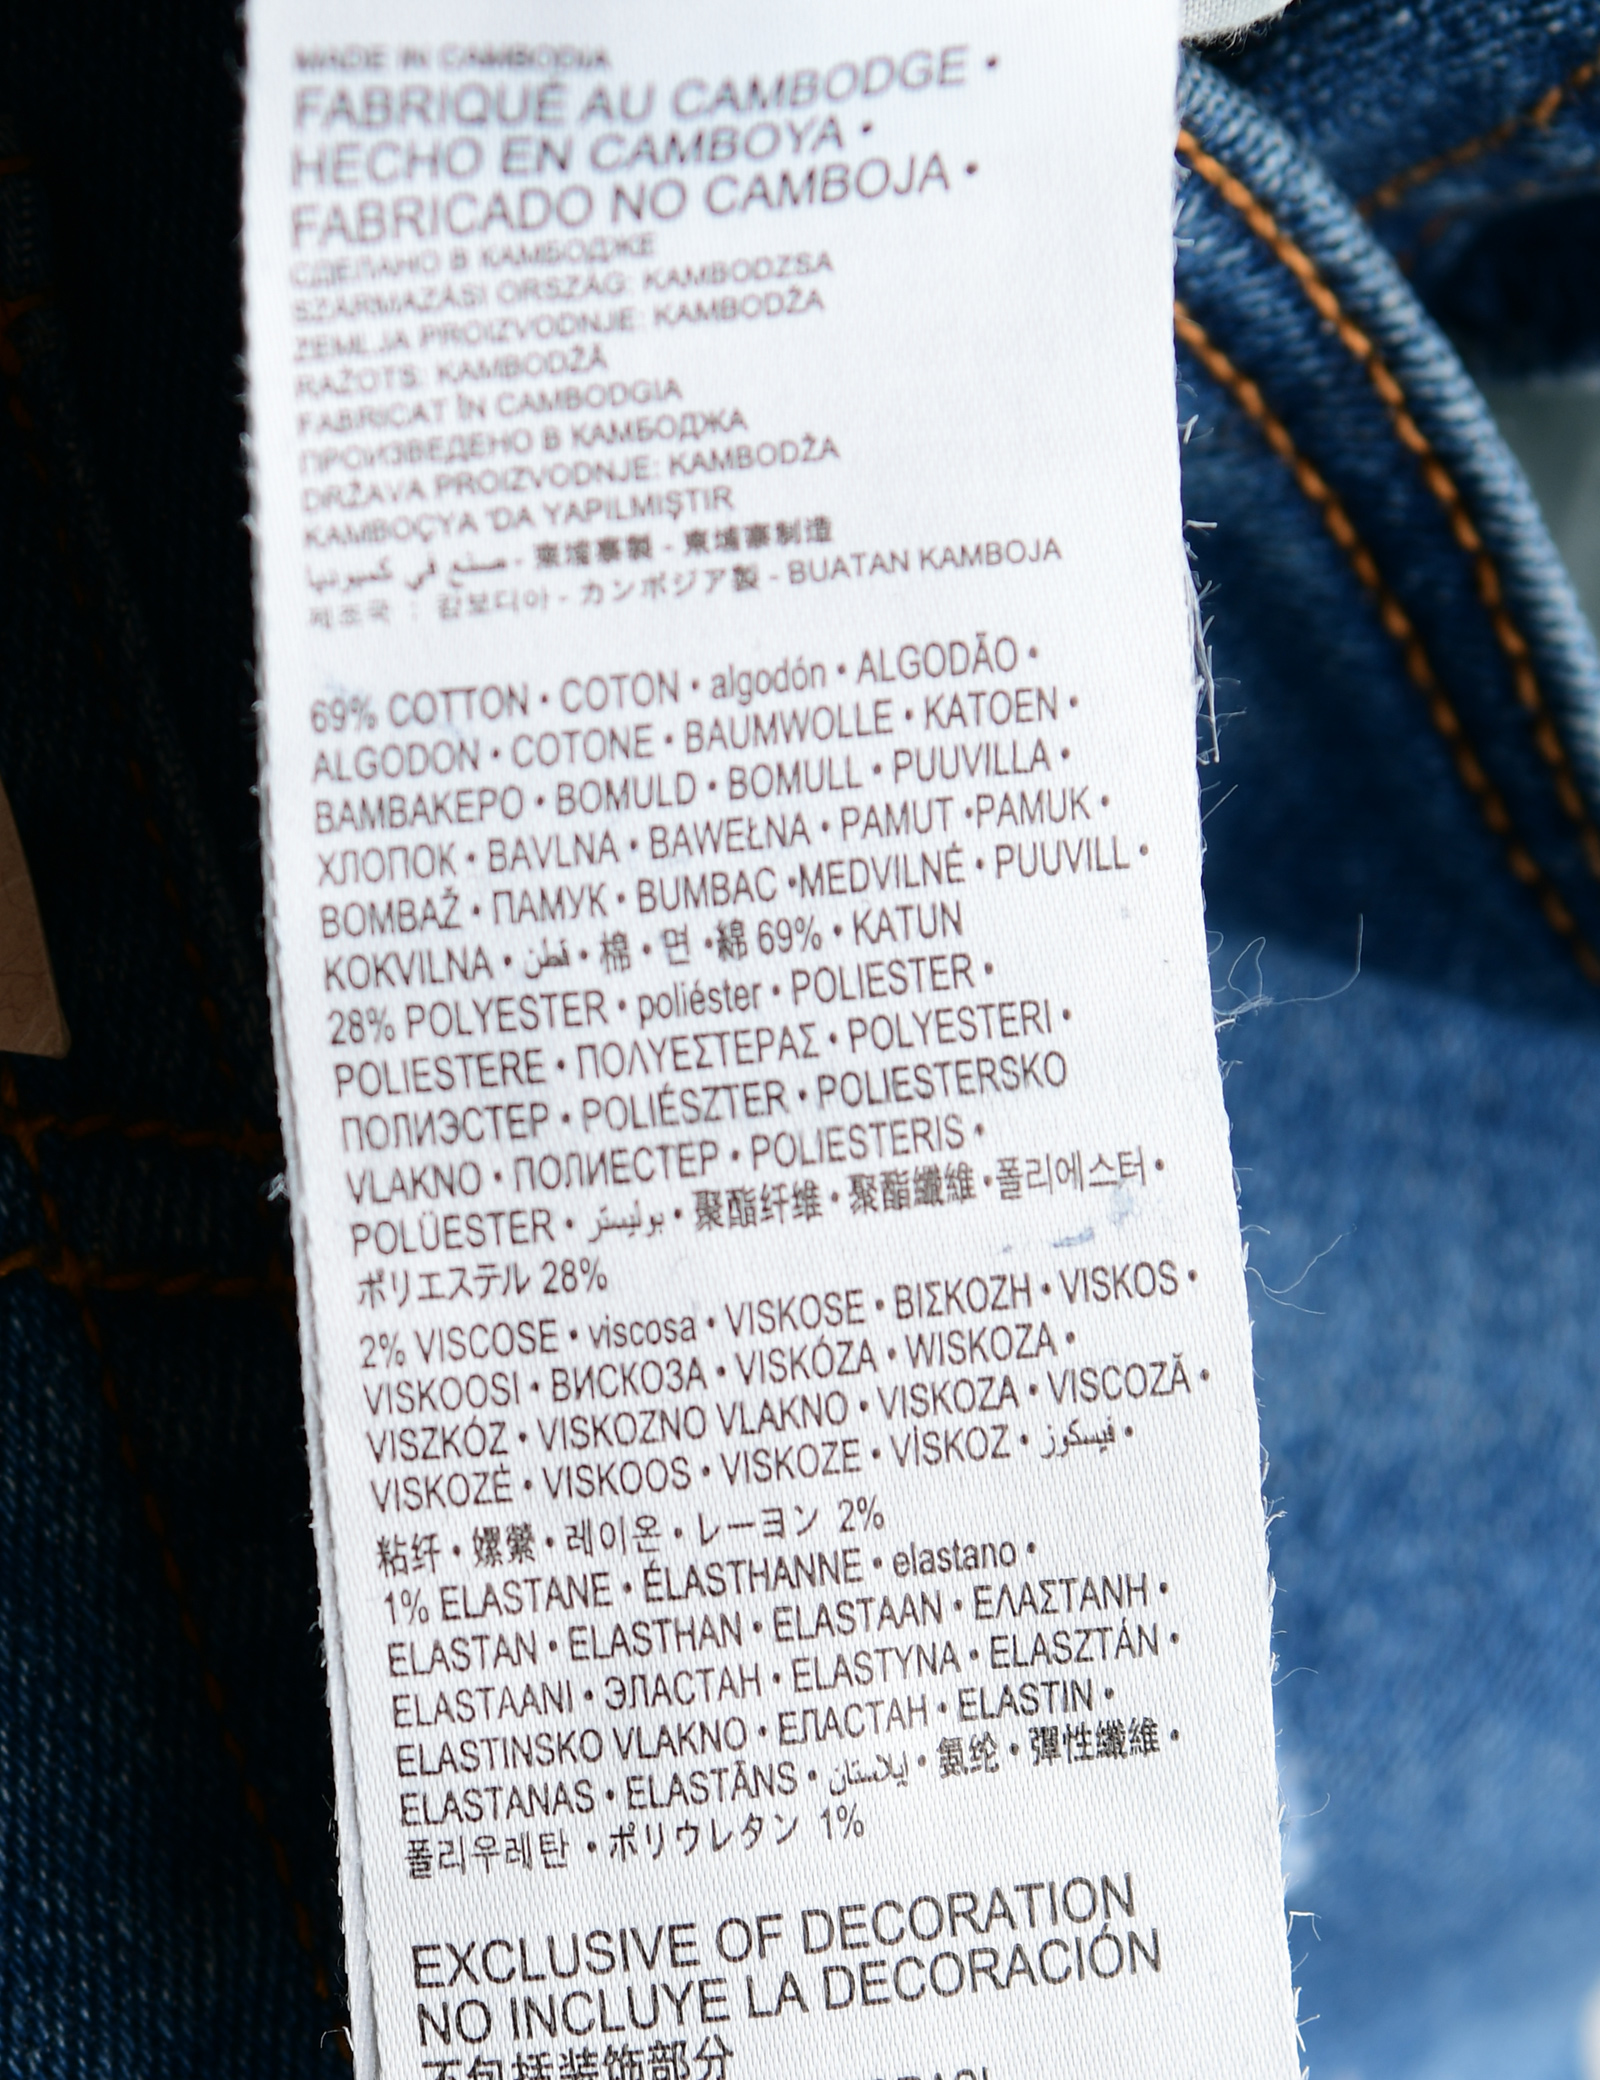 MADE IN CAMBODIA
FABRIQUÉ AU CAMBODGE •
HECHO EN CAMBOYA •
FABRICADO NO CAMBOJA •
СДЕЛАНО В КАМБОДЖЕ
SZÁRMAZÁSI ORSZÁG: KAMBODZSA
ZEMLJA PROIZVODNJE: KAMBODŽA
RAŽOTS: KAMBODŽĀ
FABRICAT ÎN CAMBODGIA
ПРОИЗВЕДЕНО В КАМБОДЖА
DRŽAVA PROIZVODNJE: KAMBODŽA
KAMBOÇYA 'DA YAPILMIŞTIR
صنع في كمبوديا - 柬埔寨製 - 柬埔寨制造
제조국 : 캄보디아 - カンボジア製 - BUATAN KAMBOJA
69% COTTON • COTON • algodón • ALGODÃO •
ALGODON • COTONE • BAUMWOLLE • KATOEN •
BAMBAKEPO • BOMULD • BOMULL • PUUVILLA •
ХЛОПОК • BAVLNA • BAWEŁNA • PAMUT •PAMUK •
BOMBAŽ • ПАМУК • BUMBAC •MEDVILNÉ • PUUVILL •
KOKVILNA • قطن • 棉 • 면 •綿 69% • KATUN
28% POLYESTER • poliéster • POLIESTER •
POLIESTERE • ΠΟΛΥΕΣΤΕΡΑΣ • POLYESTERI •
ПОЛИЭСТЕР • POLIÉSZTER • POLIESTERSKO
VLAKNO • ПОЛИЕСТЕР • POLIESTERIS •
POLÜESTER • بوليستر • 聚酯纤维 • 聚酯纖維 •폴리에스터 •
ポリエステル 28%
2% VISCOSE • viscosa • VISKOSE • ΒΙΣΚΟΖΗ • VISKOS •
VISKOOSI • ВИСКОЗА • VISKÓZA • WISKOZA •
VISZKÓZ • VISKOZNO VLAKNO • VISKOZA • VISCOZĂ •
VISKOZĖ • VISKOOS • VISKOZE • VİSKOZ • فيسكوز •
粘纤 • 嫘縈 • 레이온 • レーヨン 2%
1% ELASTANE • ÉLASTHANNE • elastano •
ELASTAN • ELASTHAN • ELASTAAN • ΕΛΑΣΤΑΝΗ •
ELASTAANI • ЭЛАСТАН • ELASTYNA • ELASZTÁN •
ELASTINSKO VLAKNO • ЕЛАСТАН • ELASTIN •
ELASTANAS • ELASTĀNS • إيلاستان • 氨纶 • 彈性纖維 •
폴리우레탄 • ポリウレタン 1%
EXCLUSIVE OF DECORATION
NO INCLUYE LA DECORACIÓN
不包括装饰部分